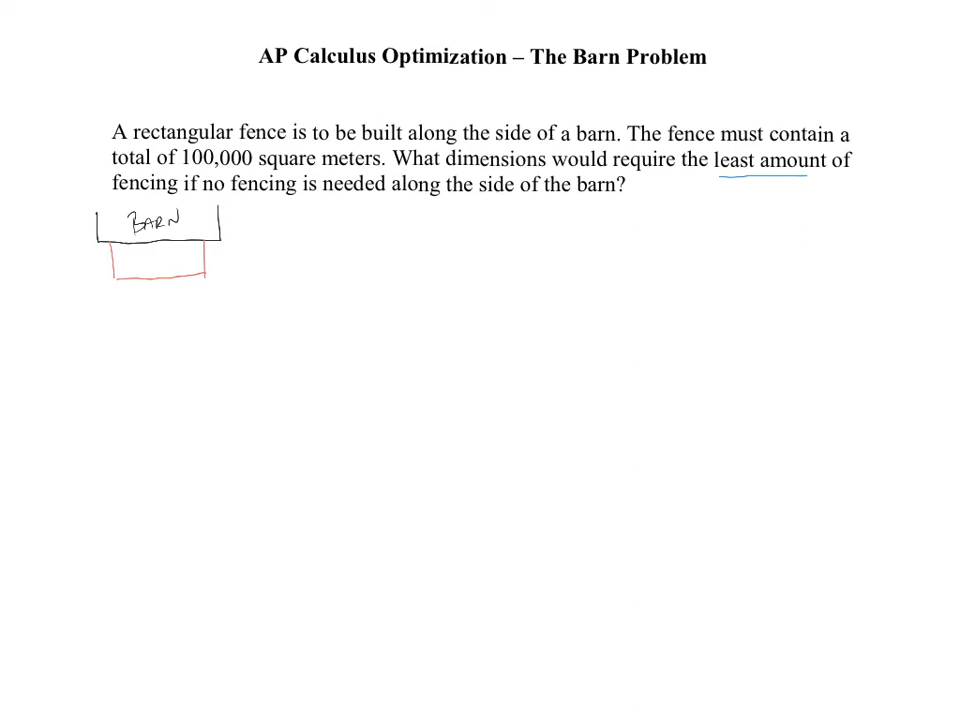 AP Calculus Optimization – The Barn Problem
A rectangular fence is to be built along the side of a barn. The fence must contain a
total of 100,000 square meters. What dimensions would require the least amount of
fencing if no fencing is needed along the side of the barn?
BARN